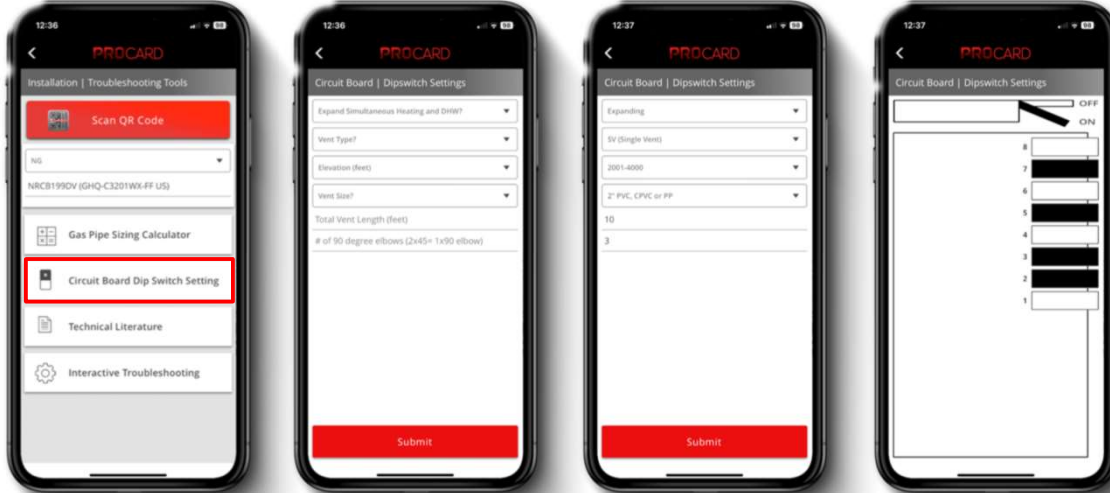 12:36
98
PROCARD
Installation | Troubleshooting Tools
Scan QR Code
NG
NRCB199DV (GHQ-C3201WX-FF US)
Gas Pipe Sizing Calculator
Circuit Board Dip Switch Setting
Technical Literature
Interactive Troubleshooting
12:36
98
PROCARD
Circuit Board | Dipswitch Settings
Expand Simultaneous Heating and DHW?
Vent Type?
Elevation (feet)
Vent Size?
Total Vent Length (feet)
# of 90 degree elbows (2x45= 1x90 elbow)
Submit
12:37
98
PROCARD
Circuit Board | Dipswitch Settings
Expanding
SV (Single Vent)
2001-4000
2" PVC, CPVC or PP
10
3
Submit
12:37
98
PROCARD
Circuit Board | Dipswitch Settings
OFF
ON
8
7
6
5
4
3
2
1